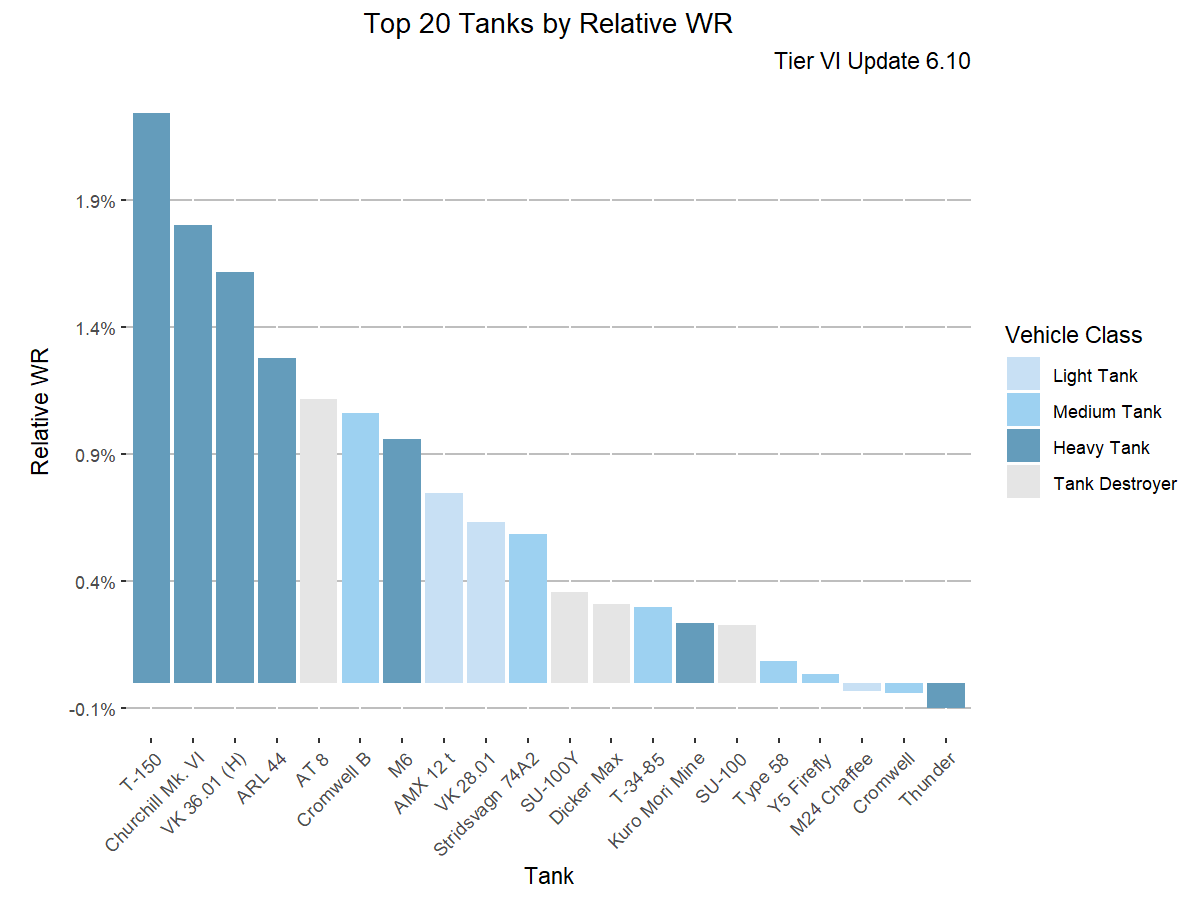 Top 20 Tanks by Relative WR
Tier VI Update 6.10
Relative WR
1.9%
1.4%
0.9%
0.4%
-0.1%
T-150
Churchill Mk. VI
VK 36.01 (H)
ARL 44
AT 8
Cromwell B
M6
AMX 12 t
VK 28.01
Stridsvagn 74A2
SU-100Y
Dicker Max
T-34-85
Kuro Mori Mine
SU-100
Type 58
Y5 Firefly
M24 Chaffee
Cromwell
Thunder
Tank
Vehicle Class
Light Tank
Medium Tank
Heavy Tank
Tank Destroyer